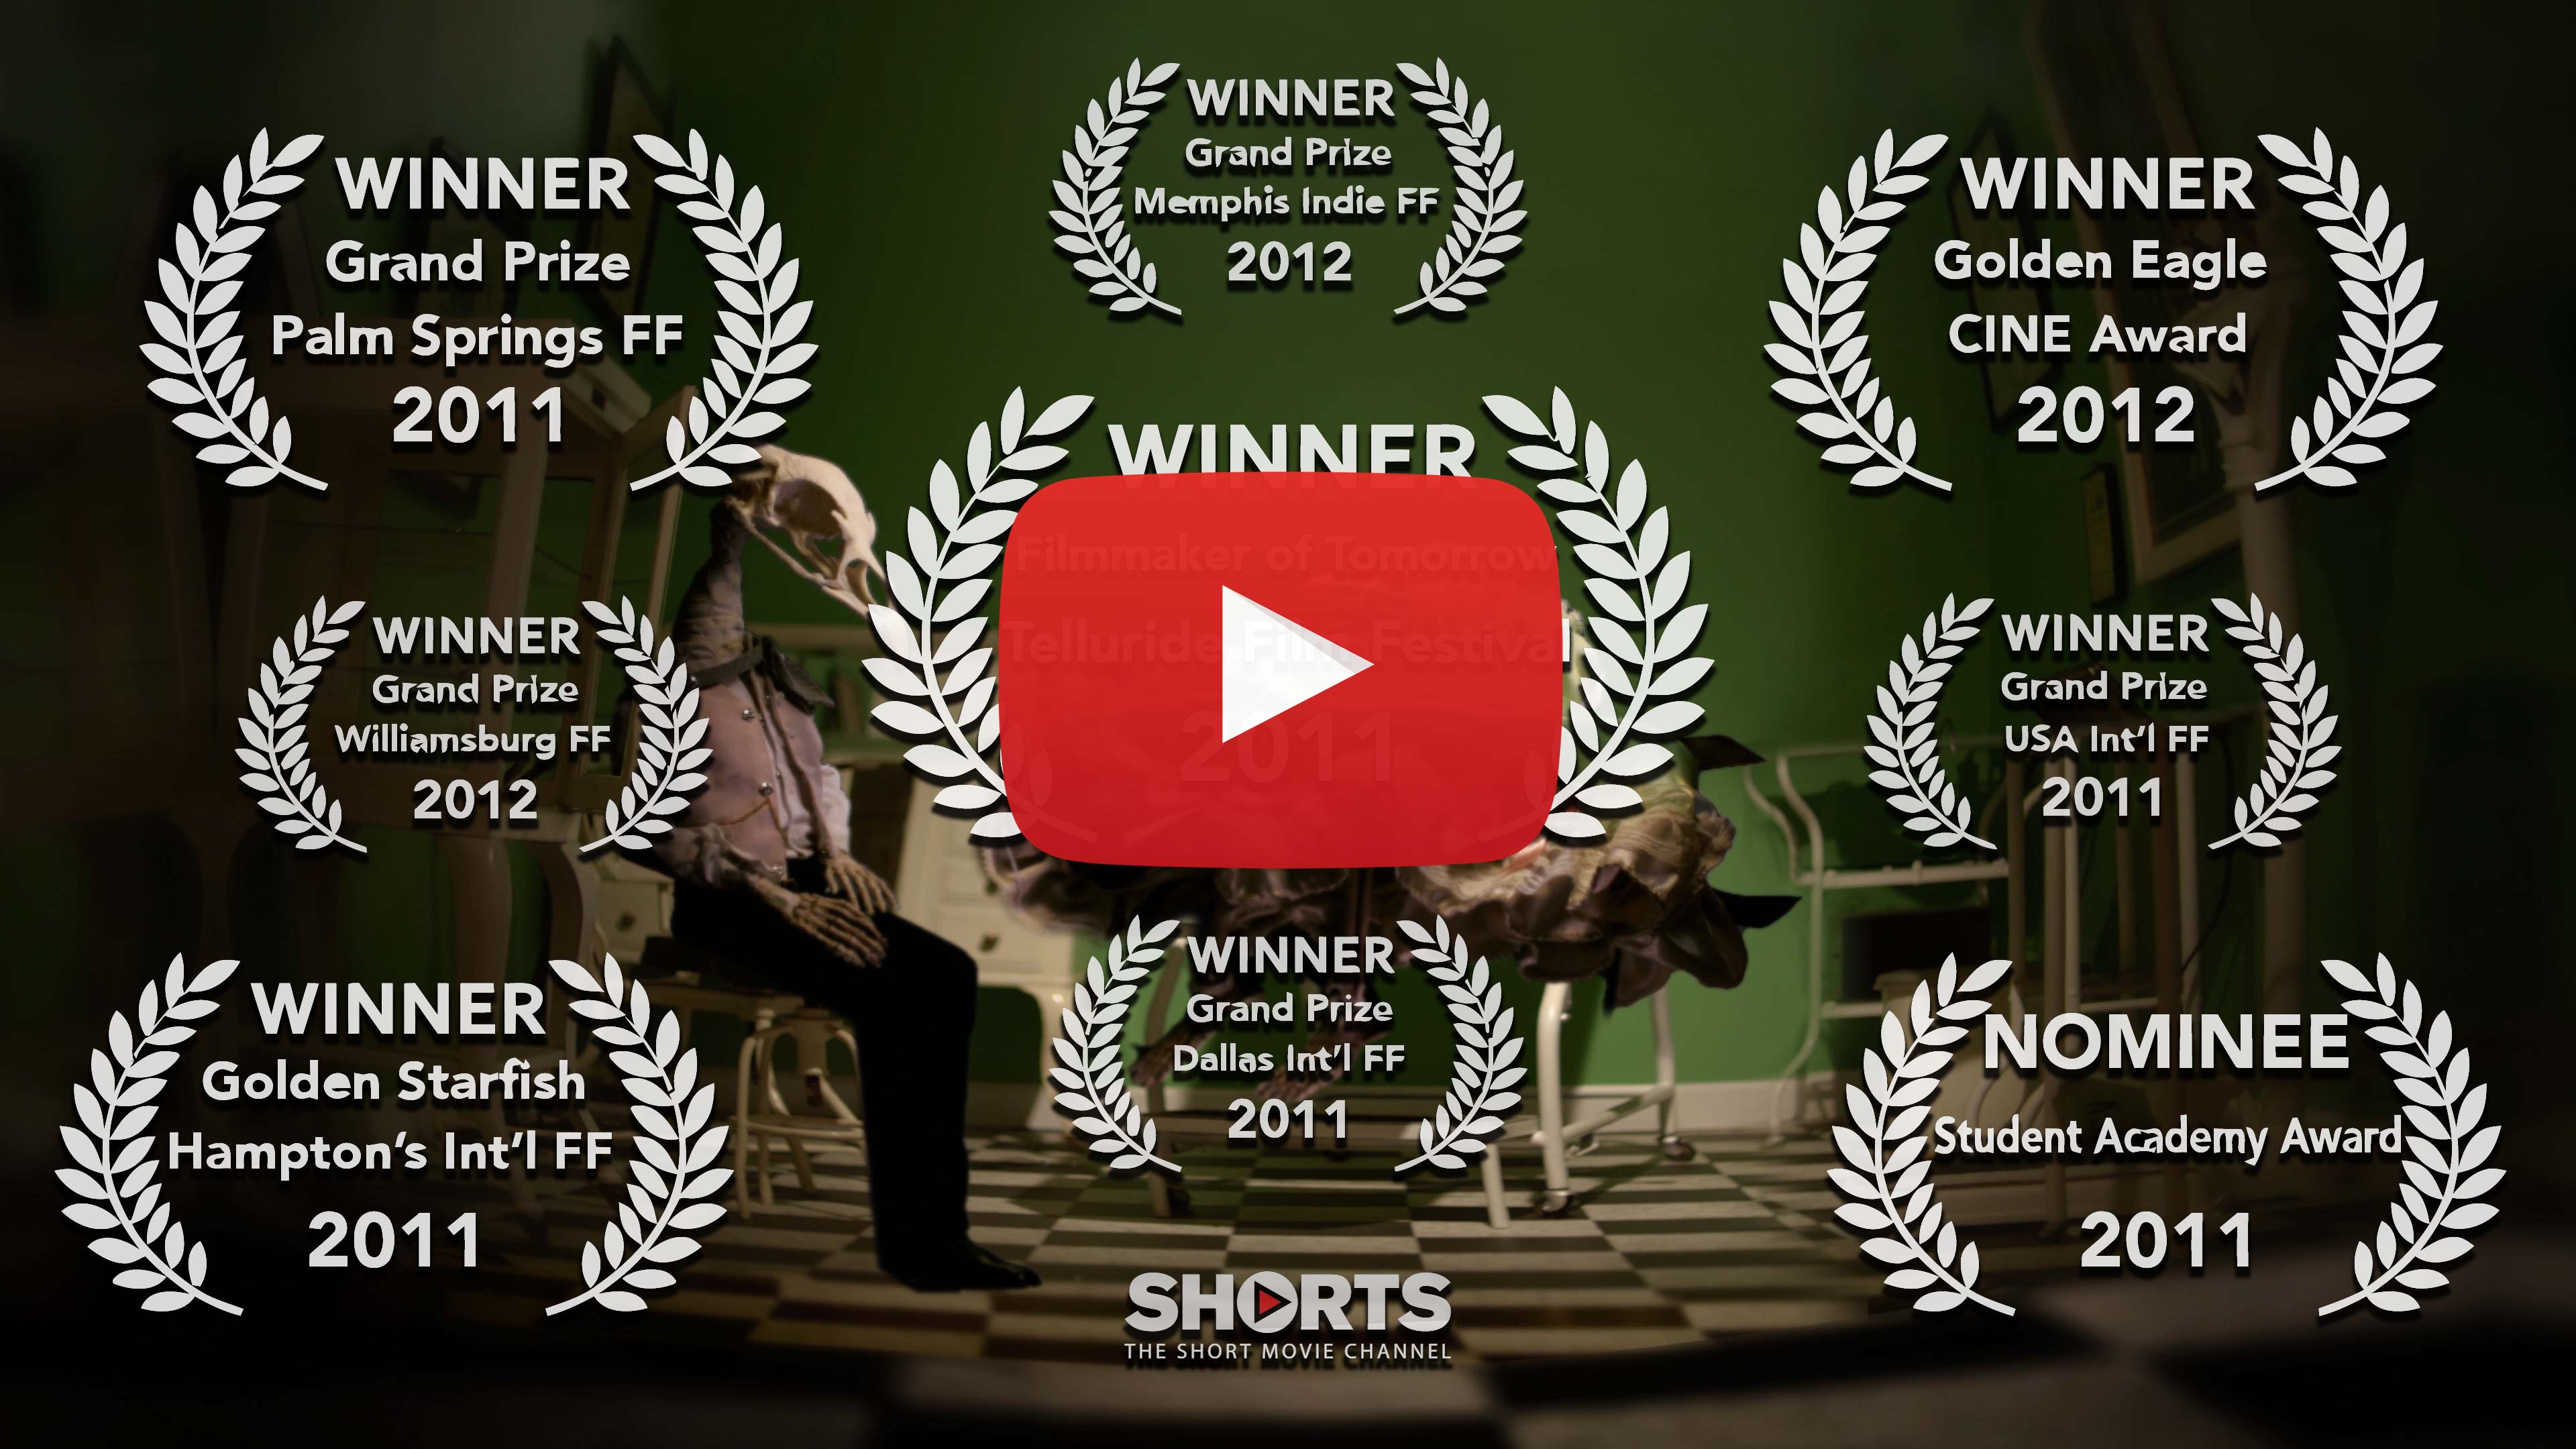 WINNER
Grand Prize
Memphis Indie FF
2012
WINNER
Grand Prize
Palm Springs FF
2011
WINNER
Golden Eagle
CINE Award
2012
WINNER
Filmmaker of Tomorrow
Telluride Film Festival
2011
WINNER
Grand Prize
Williamsburg FF
2012
WINNER
Grand Prize
USA Int'l FF
2011
WINNER
Golden Starfish
Hampton's Int'l FF
2011
WINNER
Grand Prize
Dallas Int'l FF
2011
NOMINEE
Student Academy Award
2011
SHORTS
THE SHORT MOVIE CHANNEL